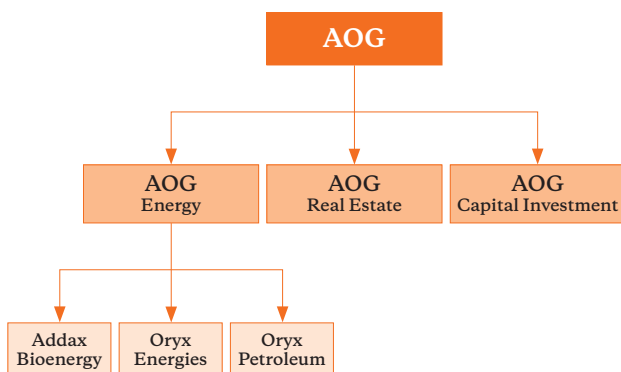 AOG
AOG
Energy
AOG
Real Estate
AOG
Capital Investment
Addax
Bioenergy
Oryx
Energies
Oryx
Petroleum